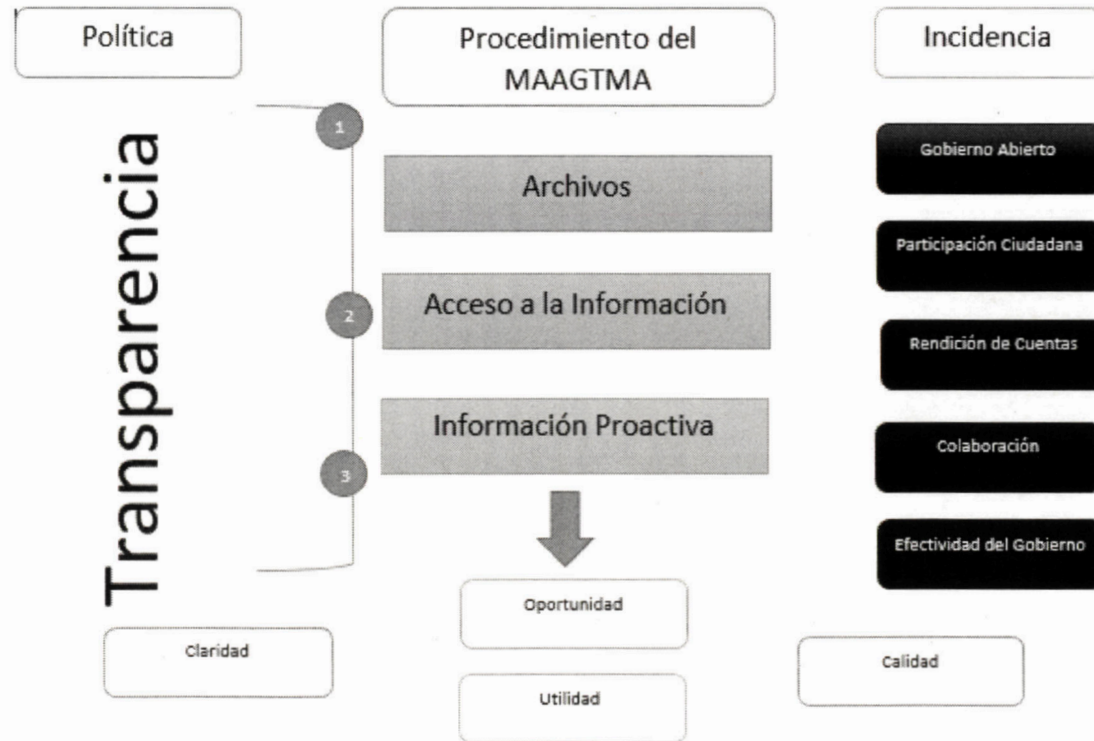 Política
Procedimiento del
MAAGTMA
Incidencia
Transparencia
1
Archivos
2
Acceso a la Información
3
Información Proactiva
Gobierno Abierto
Participación Ciudadana
Rendición de Cuentas
Colaboración
Efectividad del Gobierno
Oportunidad
Claridad
Calidad
Utilidad